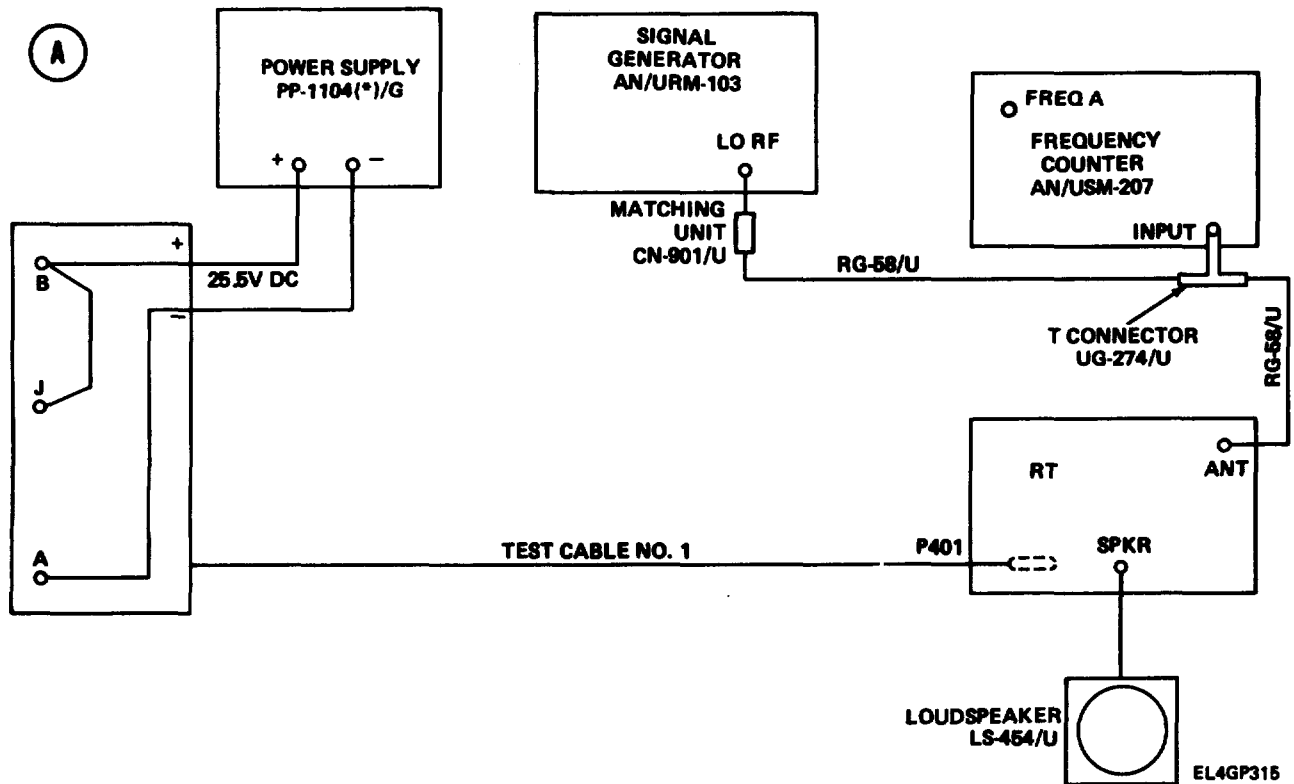 A
POWER SUPPLY
PP-1104(*)/G
+
−
SIGNAL
GENERATOR
AN/URM-103
LO RF
FREQ A
FREQUENCY
COUNTER
AN/USM-207
INPUT
MATCHING
UNIT
CN-901/U
RG-58/U
T CONNECTOR
UG-274/U
RG-58/U
+
25.5V DC
−
B
J
A
TEST CABLE NO. 1
P401
RT
ANT
SPKR
LOUDSPEAKER
LS-454/U
EL4GP315